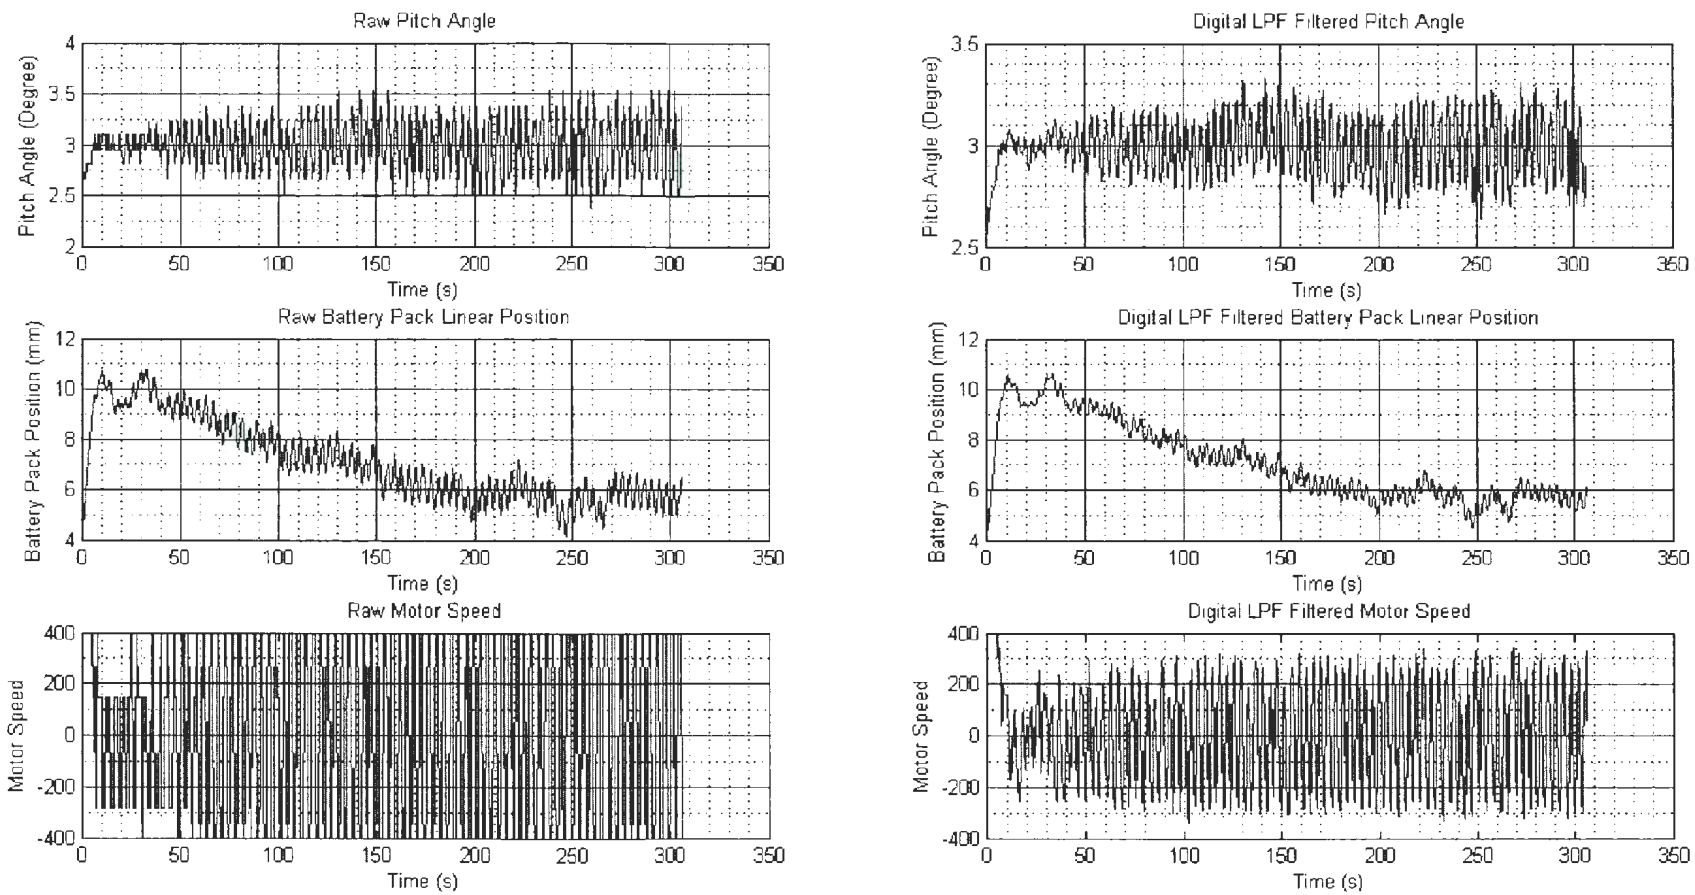 Raw Pitch Angle
4
3.5
3
2.5
2
Pitch Angle (Degree)
0 50 100 150 200 250 300 350
Time (s)
Digital LPF Filtered Pitch Angle
3.5
3
2.5
Pitch Angle (Degree)
0 50 100 150 200 250 300 350
Time (s)
Raw Battery Pack Linear Position
12
10
8
6
4
Battery Pack Position (mm)
0 50 100 150 200 250 300 350
Time (s)
Digital LPF Filtered Battery Pack Linear Position
12
10
8
6
4
Battery Pack Position (mm)
0 50 100 150 200 250 300 350
Time (s)
Raw Motor Speed
400
200
0
-200
-400
Motor Speed
0 50 100 150 200 250 300 350
Time (s)
Digital LPF Filtered Motor Speed
400
200
0
-200
-400
Motor Speed
0 50 100 150 200 250 300 350
Time (s)